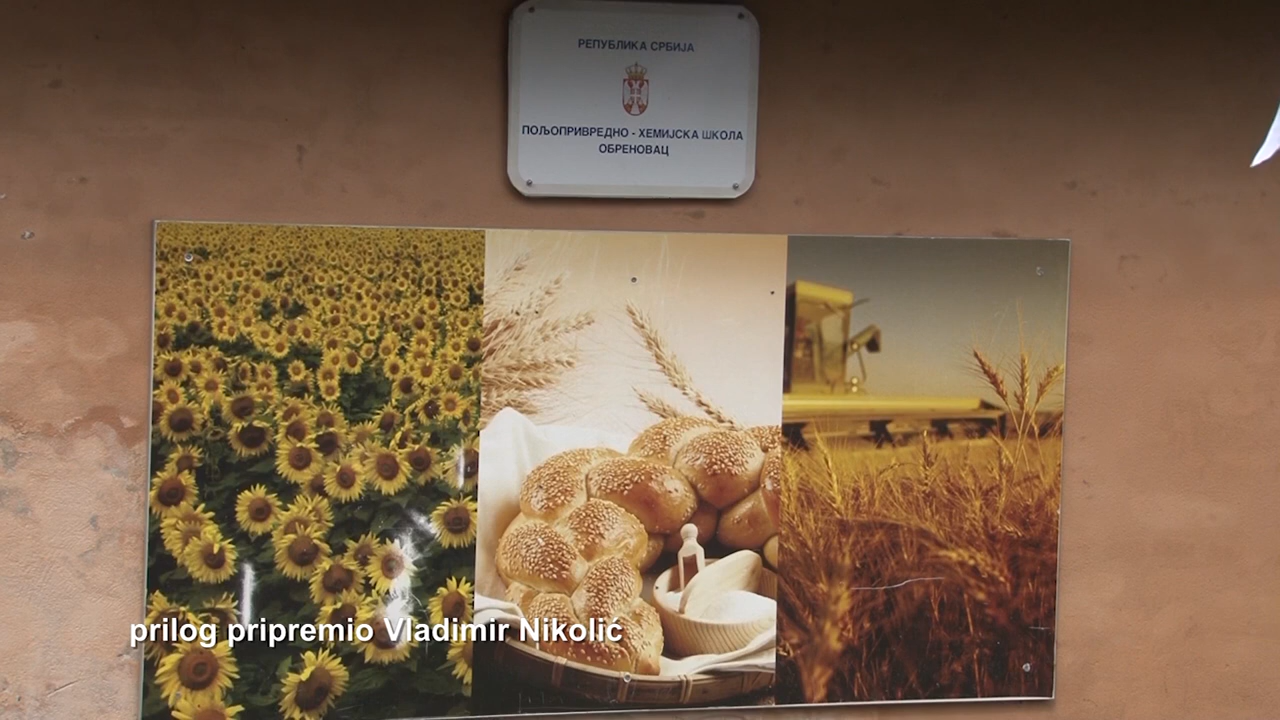 РЕПУБЛИКА СРБИЈА
ПОЉОПРИВРЕДНО - ХЕМИЈСКА ШКОЛА
ОБРЕНОВАЦ
prilog pripremio Vladimir Nikolić